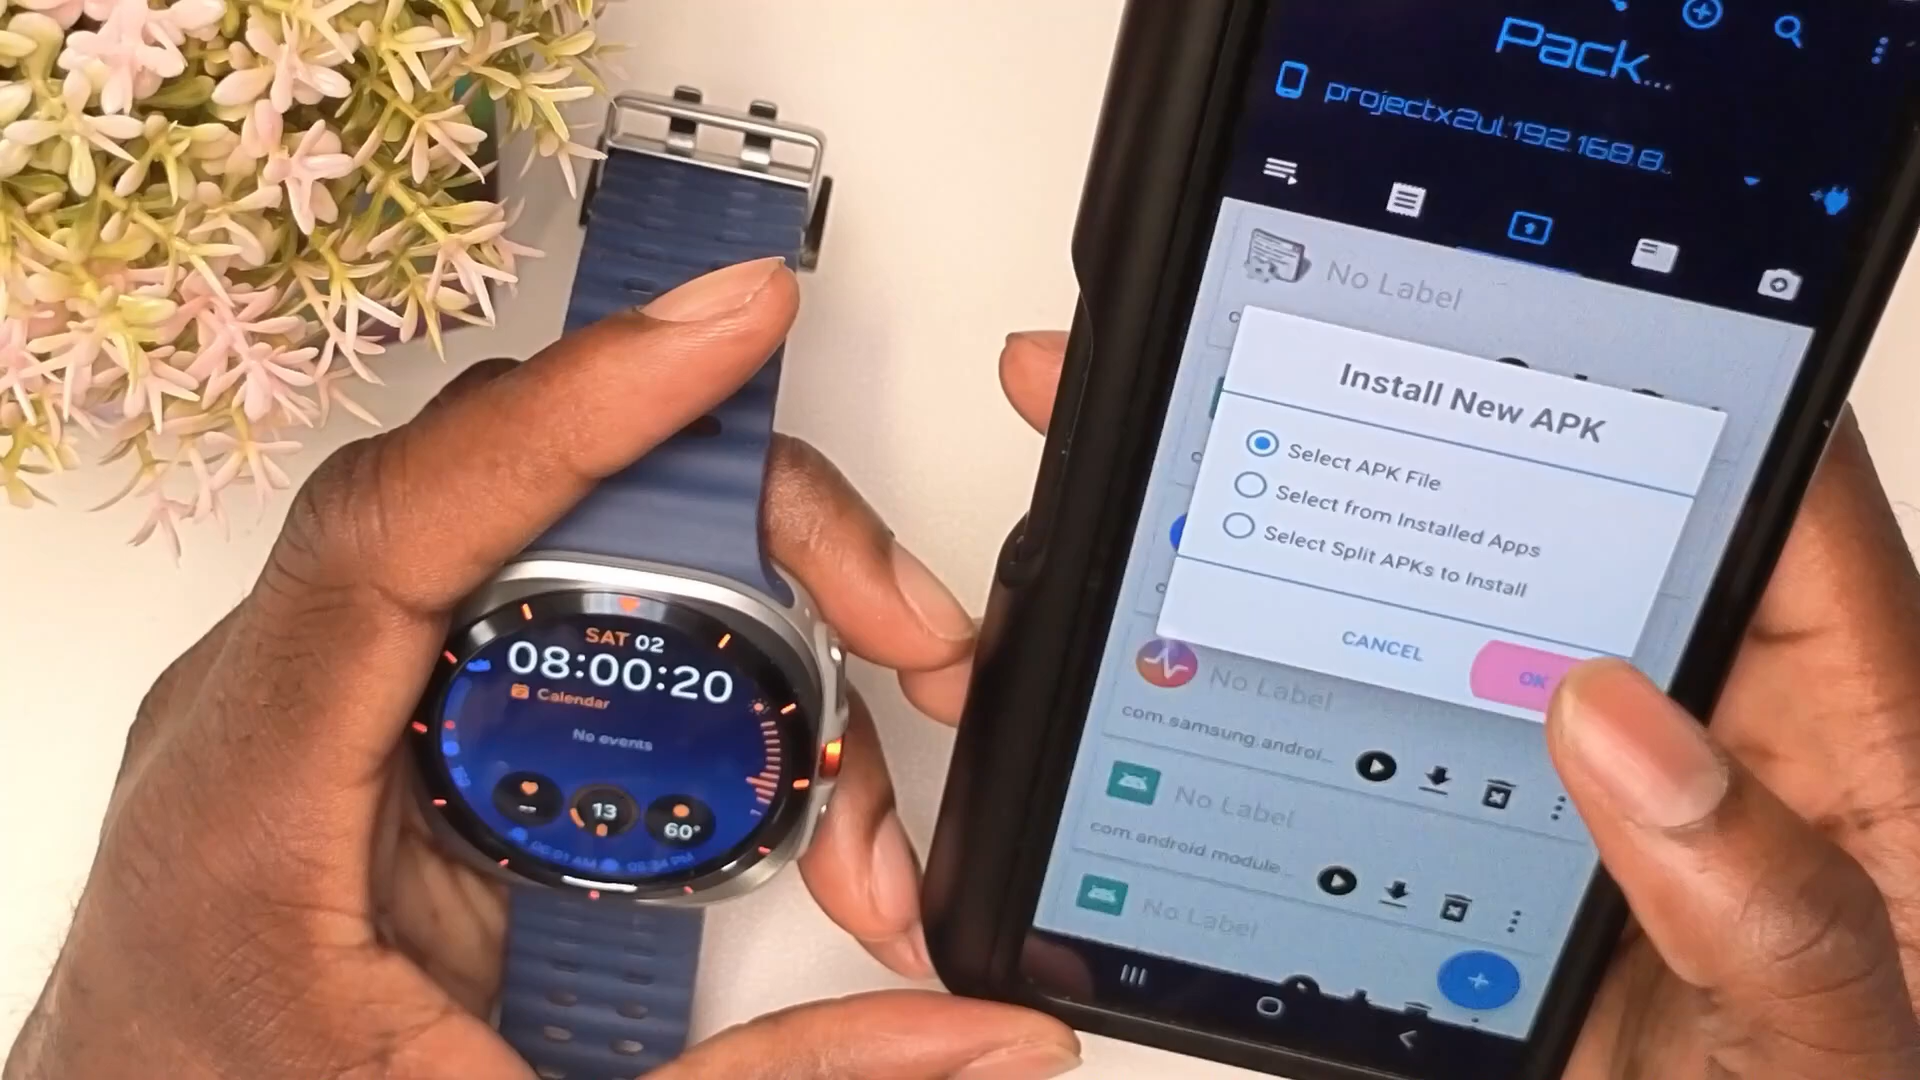 SAT 02
08:00:20
Calendar
No events
13
60°
Pack...
projectx2ul:192.168.8..
No Label
Install New APK
Select APK File
Select from Installed Apps
Select Split APKs to Install
CANCEL
OK
No Label
com.samsung.androi...
No Label
com.android.module...
No Label